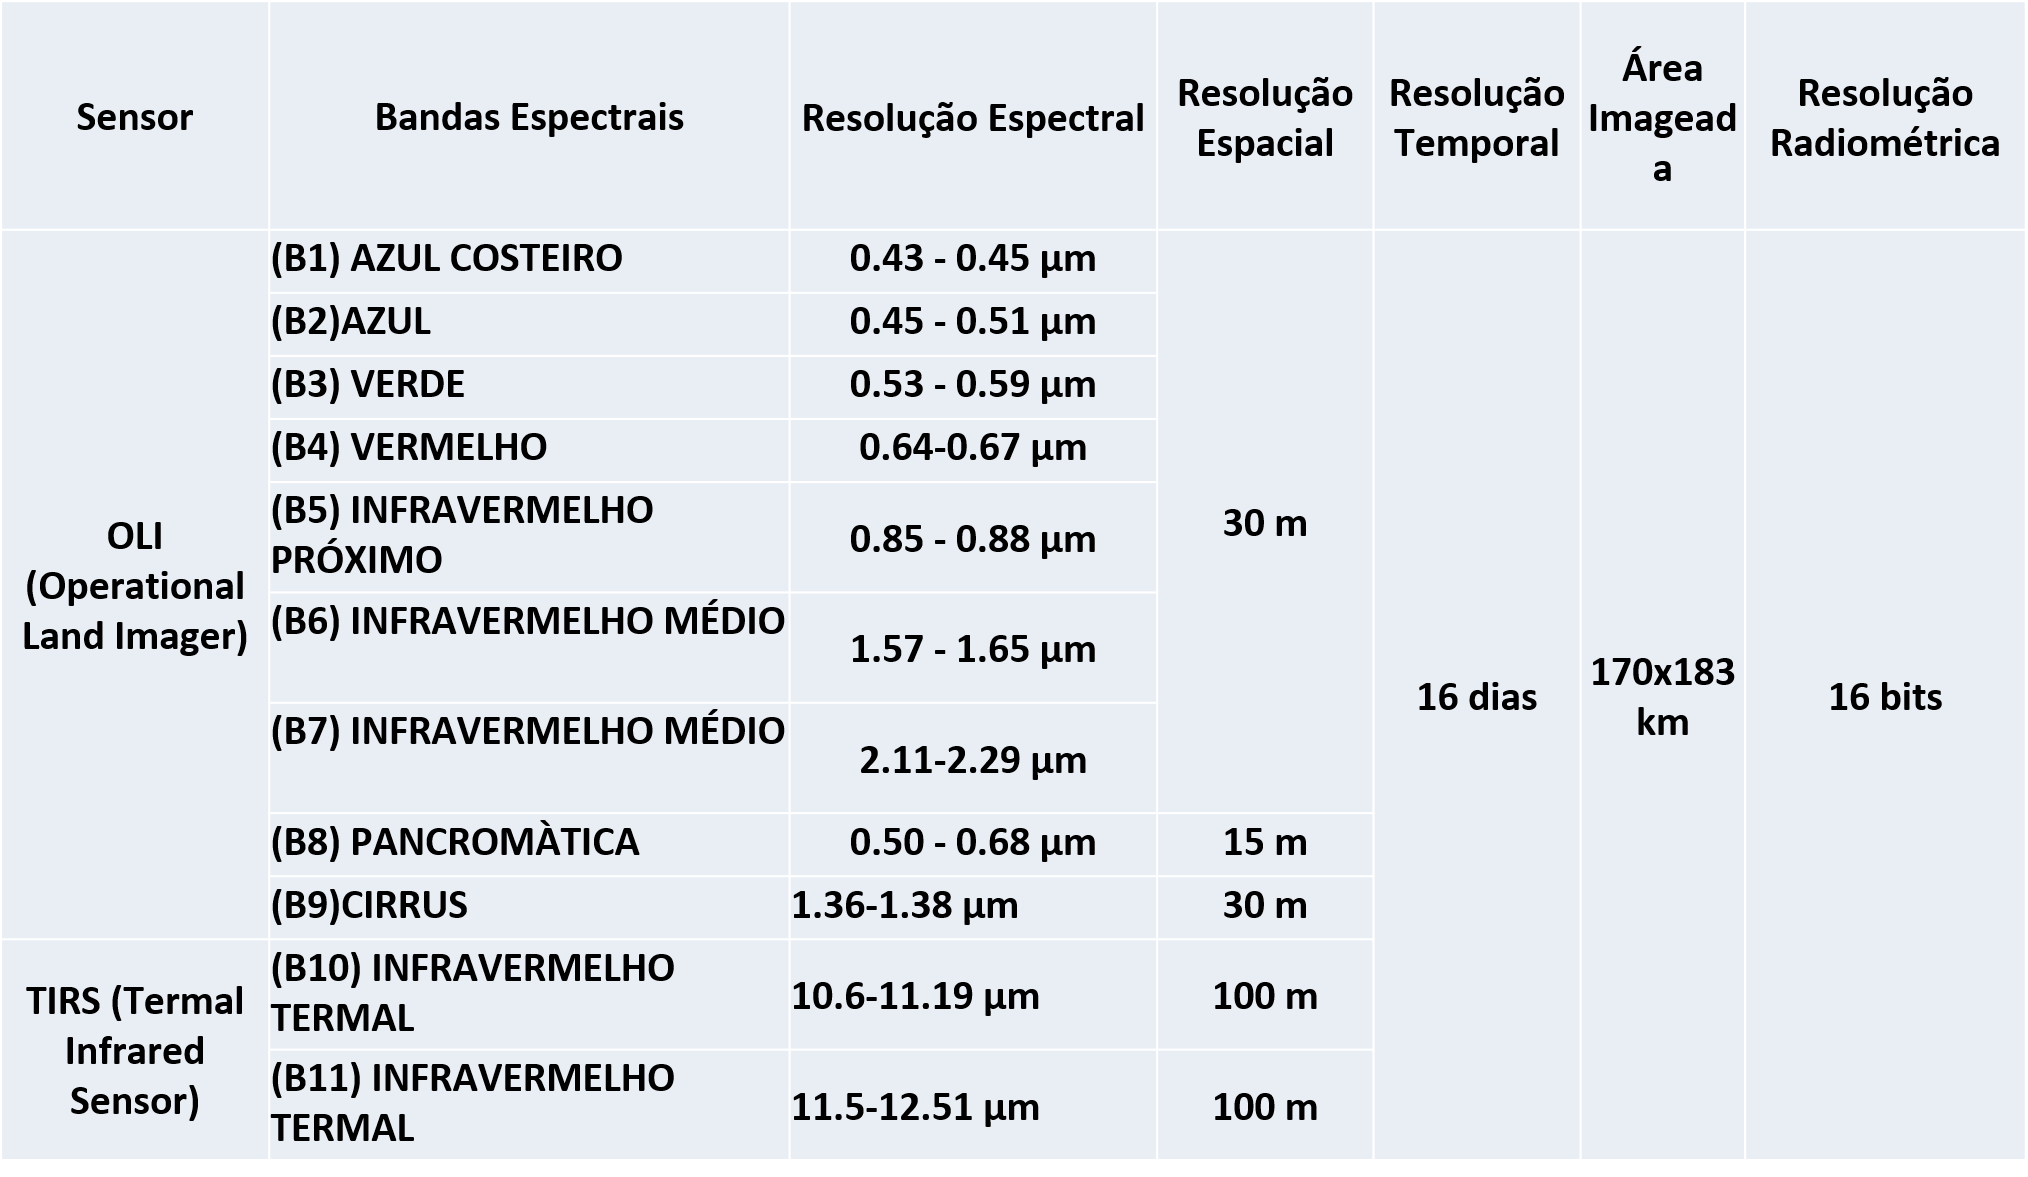 Sensor
Bandas Espectrais
Resolução Espectral
Resolução
Espacial
Resolução
Temporal
Área
Imagead
a
Resolução
Radiométrica
OLI
(Operational
Land Imager)
(B1) AZUL COSTEIRO
0.43 - 0.45 µm
30 m
16 dias
170x183
km
16 bits
(B2)AZUL
0.45 - 0.51 µm
(B3) VERDE
0.53 - 0.59 µm
(B4) VERMELHO
0.64-0.67 µm
(B5) INFRAVERMELHO
PRÓXIMO
0.85 - 0.88 µm
(B6) INFRAVERMELHO MÉDIO
1.57 - 1.65 µm
(B7) INFRAVERMELHO MÉDIO
2.11-2.29 µm
(B8) PANCROMÀTICA
0.50 - 0.68 µm
15 m
(B9)CIRRUS
1.36-1.38 µm
30 m
TIRS (Termal
Infrared
Sensor)
(B10) INFRAVERMELHO
TERMAL
10.6-11.19 µm
100 m
(B11) INFRAVERMELHO
TERMAL
11.5-12.51 µm
100 m